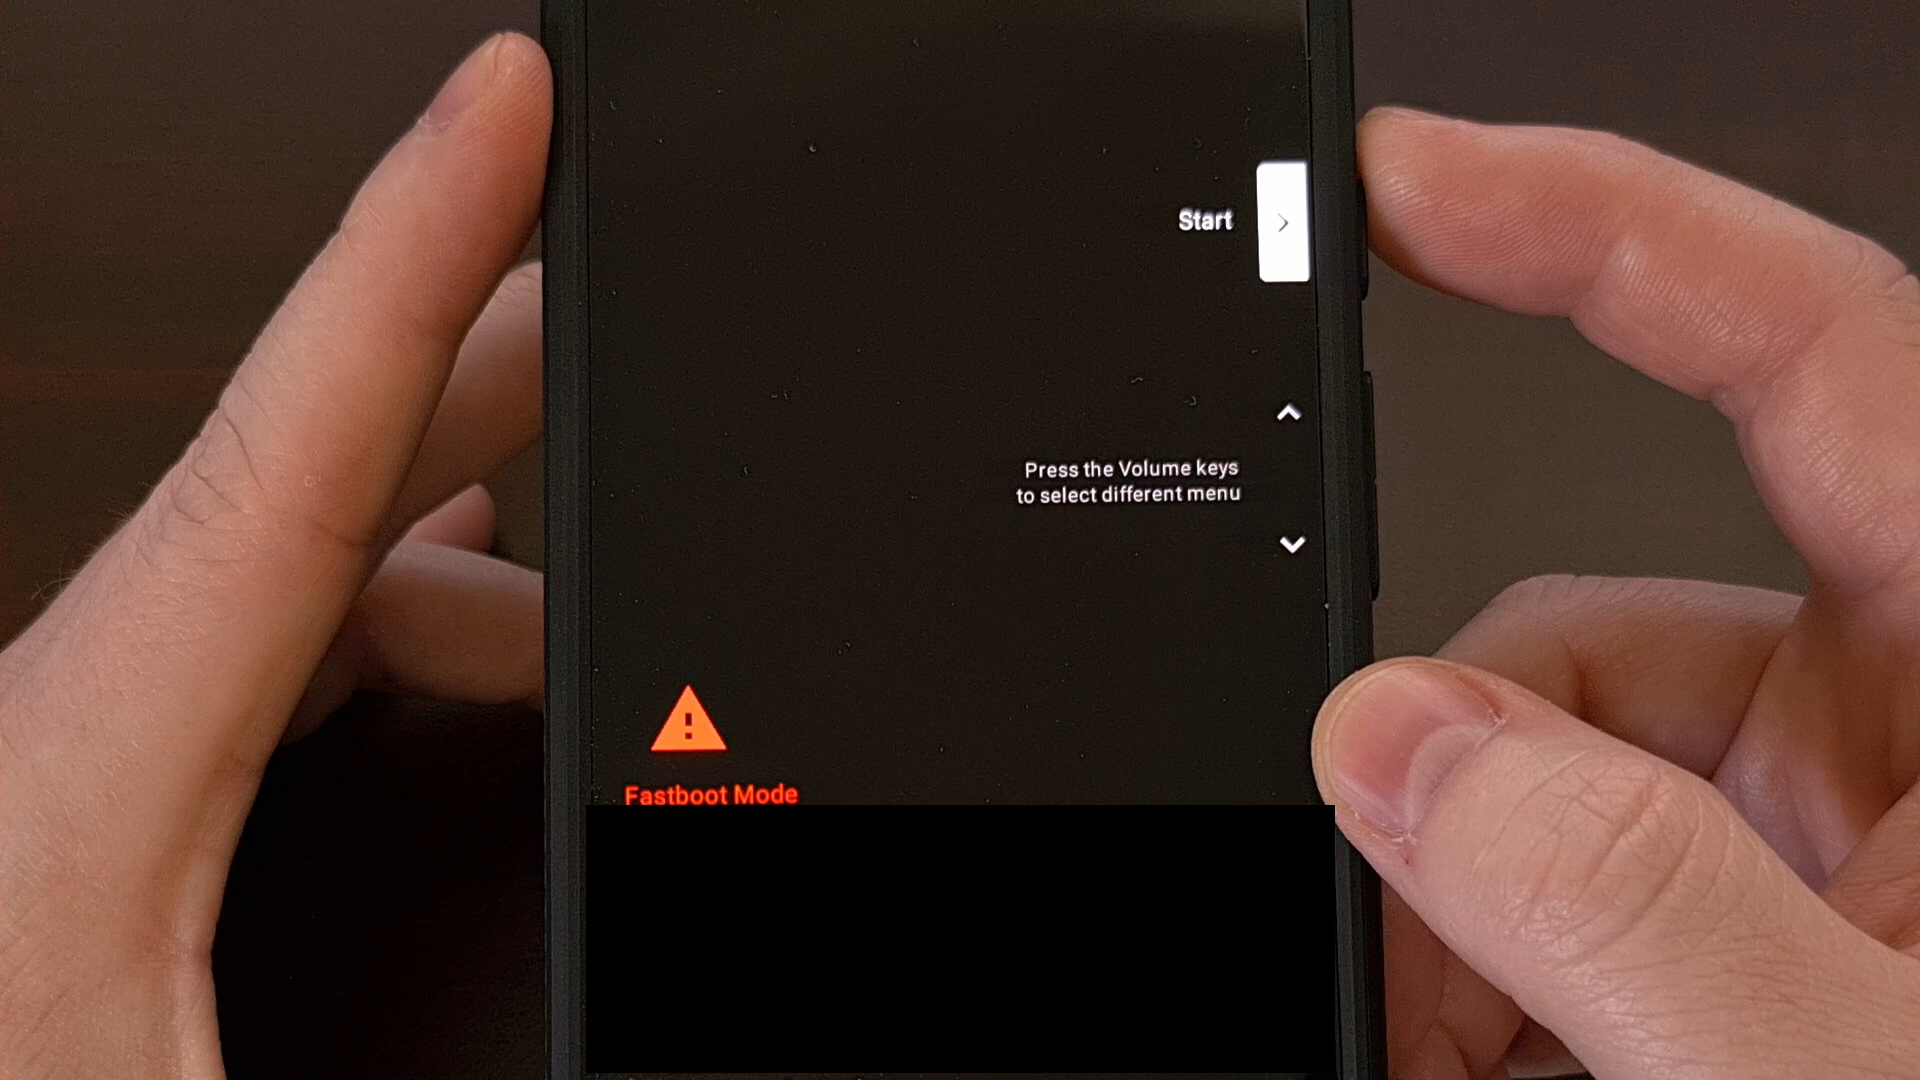 Start
Press the Volume keys
to select different menu
Fastboot Mode